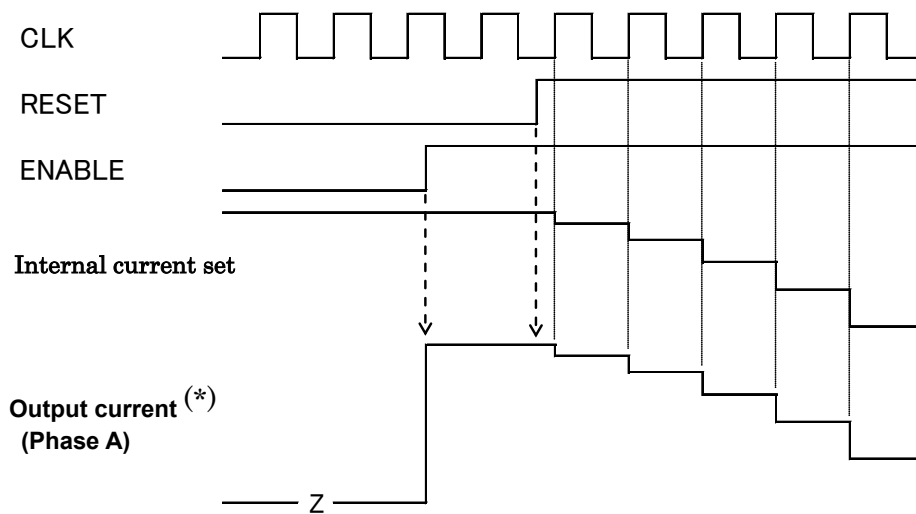 CLK
RESET
ENABLE
Internal current set
Output current (*)
(Phase A)
Z